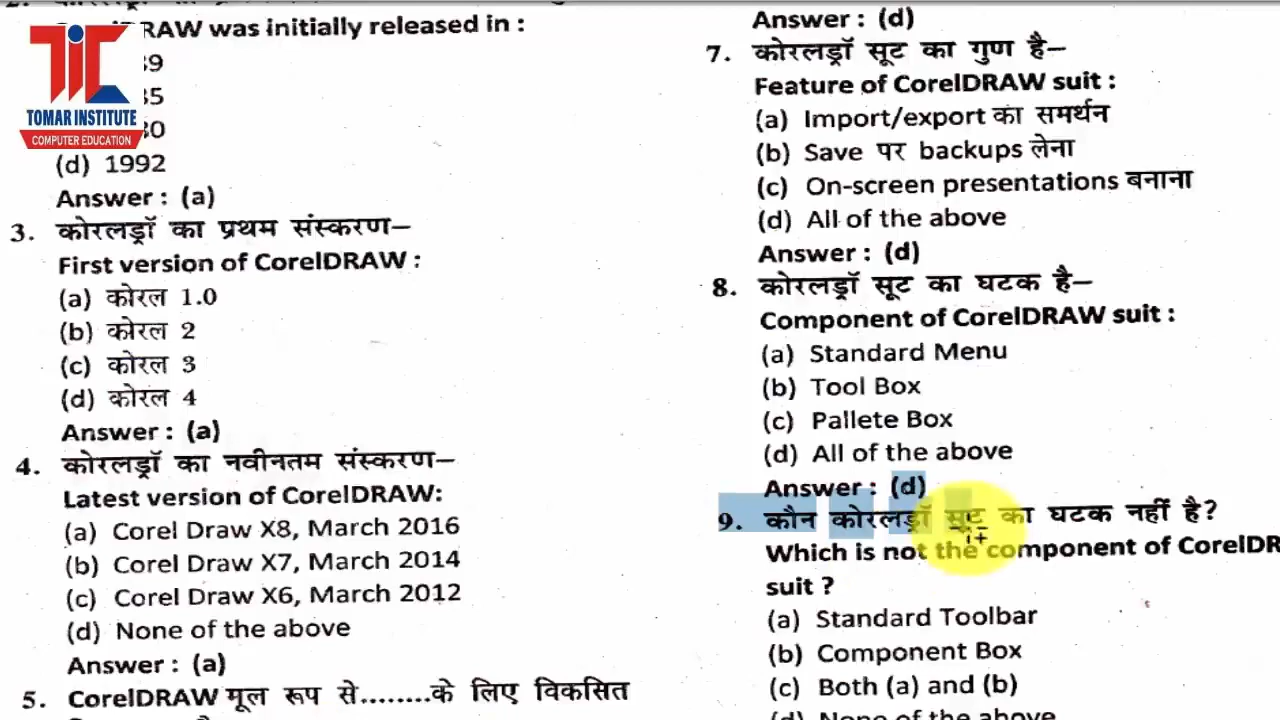 RAW was initially released in :
TOMAR INSTITUTE
COMPUTER EDUCATION
(d) 1992
Answer : (a)
3. कोरलड्रॉ का प्रथम संस्करण–
First version of CorelDRAW :
(a) कोरल 1.0
(b) कोरल 2
(c) कोरल 3
(d) कोरल 4
Answer : (a)
4. कोरलड्रॉ का नवीनतम संस्करण–
Latest version of CorelDRAW:
(a) Corel Draw X8, March 2016
(b) Corel Draw X7, March 2014
(c) Corel Draw X6, March 2012
(d) None of the above
Answer : (a)
5. CorelDRAW मूल रूप से........के लिए विकसित
Answer : (d)
7. कोरलड्रॉ सूट का गुण है–
Feature of CorelDRAW suit :
(a) Import/export का समर्थन
(b) Save पर backups लेना
(c) On-screen presentations बनाना
(d) All of the above
Answer : (d)
8. कोरलड्रॉ सूट का घटक है–
Component of CorelDRAW suit :
(a) Standard Menu
(b) Tool Box
(c) Pallete Box
(d) All of the above
Answer : (d)
9. कौन कोरलड्रॉ सूट का घटक नहीं है?
Which is not the component of CorelDR
suit ?
(a) Standard Toolbar
(b) Component Box
(c) Both (a) and (b)
(d) None of the above